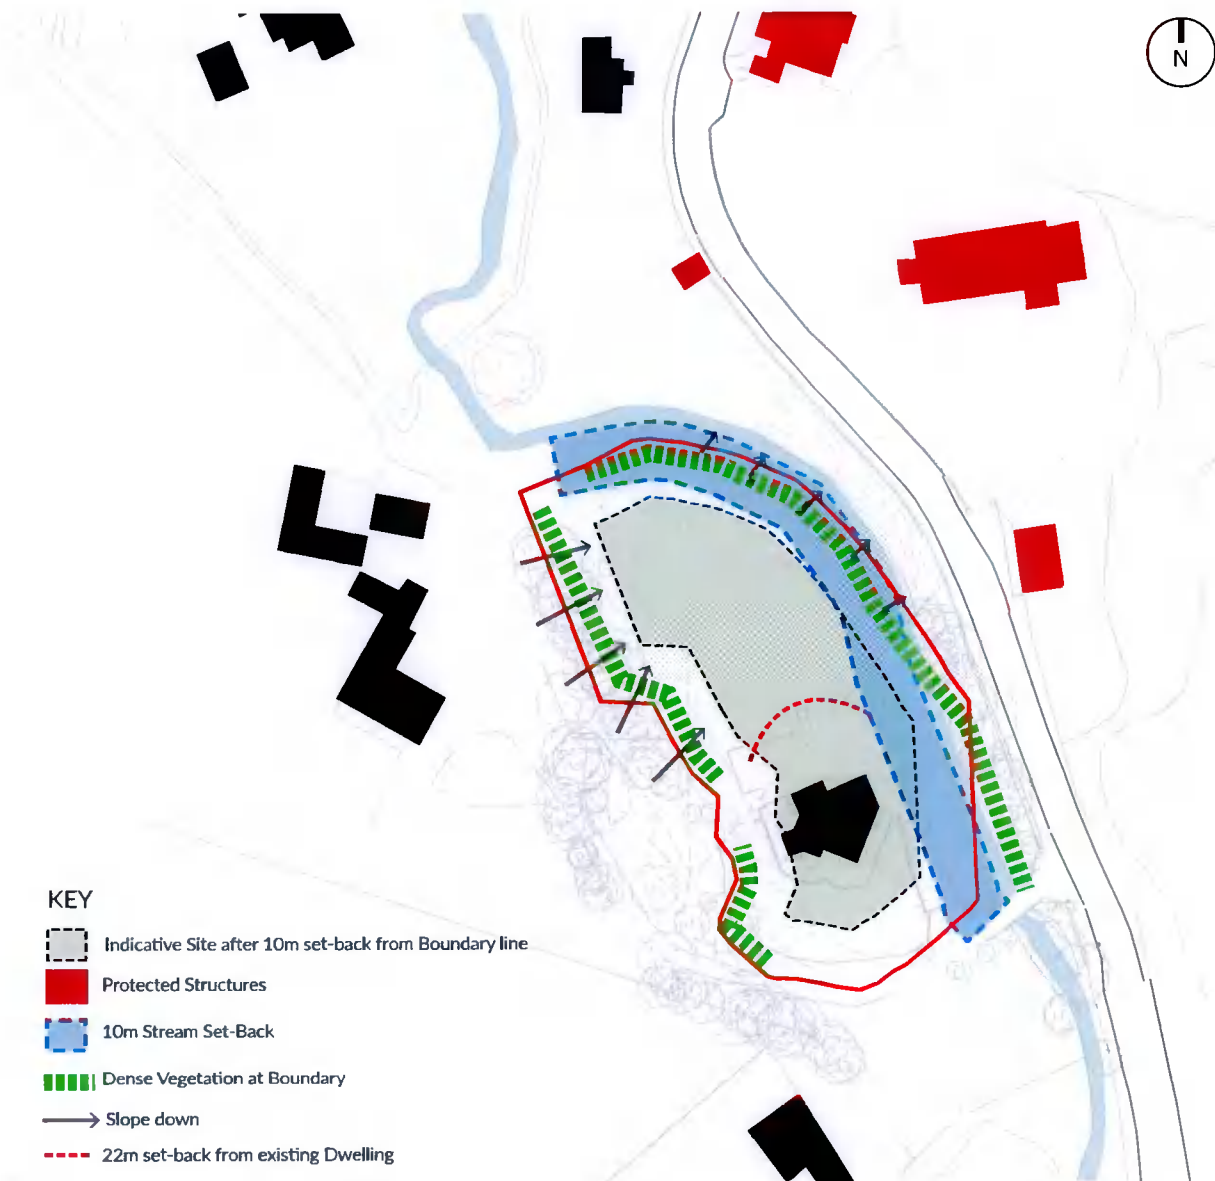 N
KEY
Indicative Site after 10m set-back from Boundary line
Protected Structures
10m Stream Set-Back
Dense Vegetation at Boundary
Slope down
22m set-back from existing Dwelling